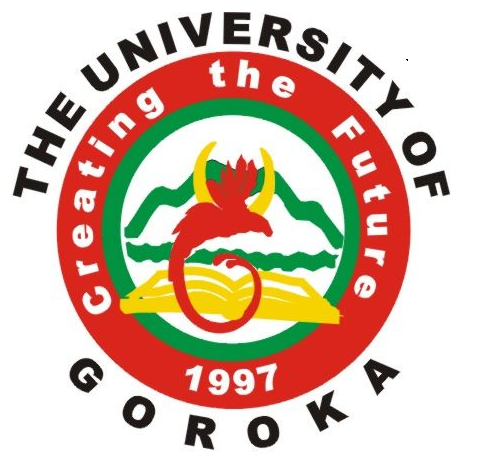 THE UNIVERSITY OF
Creating the Future
1997
GOROKA